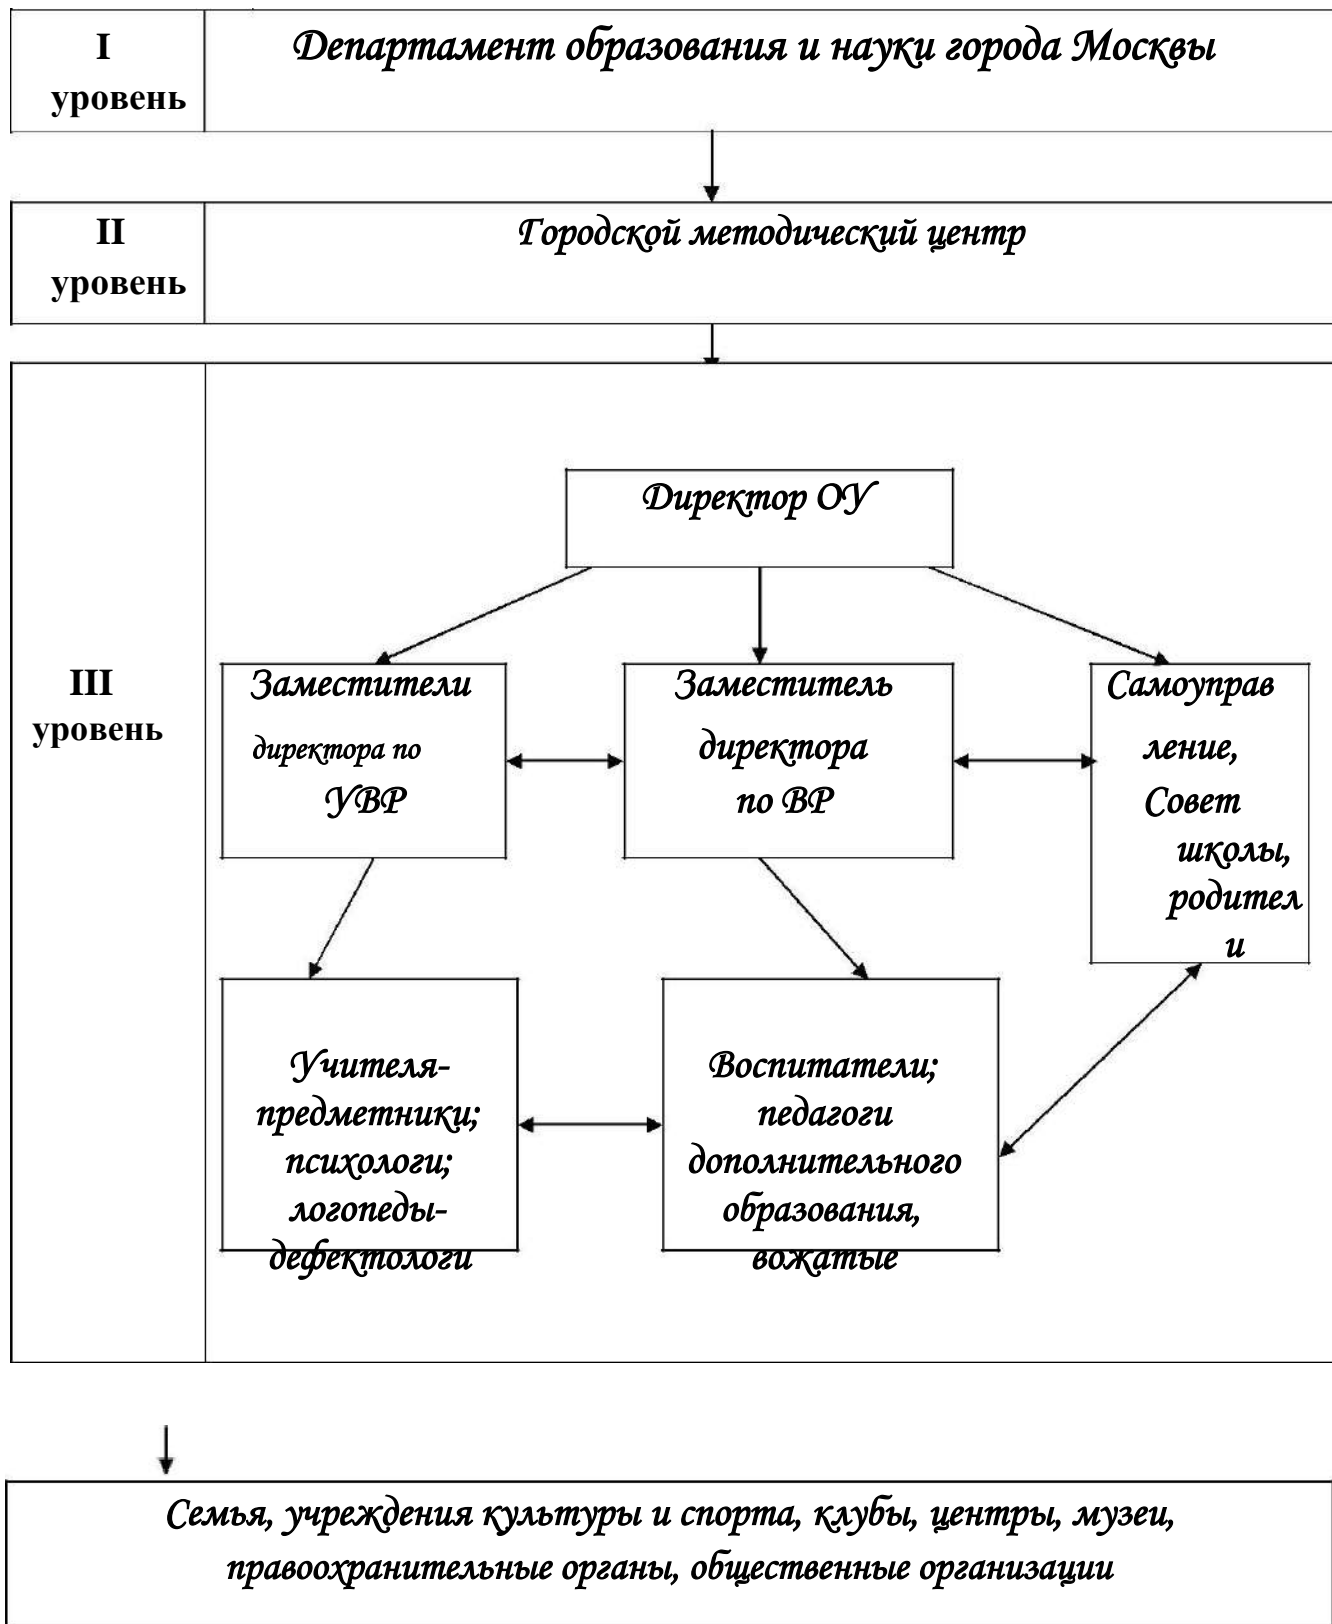 I
уровень
Департамент образования и науки города Москвы
II
уровень
Городской методический центр
III
уровень
Директор ОУ
Заместители
директора по
УВР
Заместитель
директора
по ВР
Самоуправ
ление,
Совет
школы,
родител
и
Учителя-
предметники;
психологи;
логопеды-
дефектологи
Воспитатели;
педагоги
дополнительного
образования,
вожатые
Семья, учреждения культуры и спорта, клубы, центры, музеи,
правоохранительные органы, общественные организации